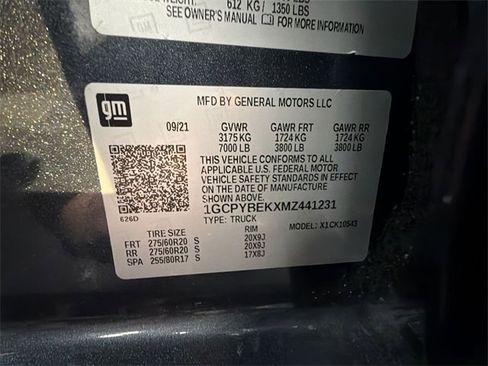 612 KG / 1350 LBS
SEE OWNER'S MANUAL FOR MORE INFORMATION
gm
MFD BY GENERAL MOTORS LLC
09/21 GVWR GAWR FRT GAWR RR
3175 KG 1724 KG 1724 KG
7000 LB 3800 LB 3800 LB
THIS VEHICLE CONFORMS TO ALL
APPLICABLE U.S. FEDERAL MOTOR
VEHICLE SAFETY STANDARDS IN EFFECT
ON THE DATE OF MANUFACTURE
SHOWN ABOVE.
1GCPYBEKXMZ441231
626D TYPE: TRUCK MODEL: X1CK10543
TIRE SIZE RIM
FRT 275/60R20 S 20X9J
RR 275/60R20 S 20X9J
SPA 255/80R17 S 17X8J